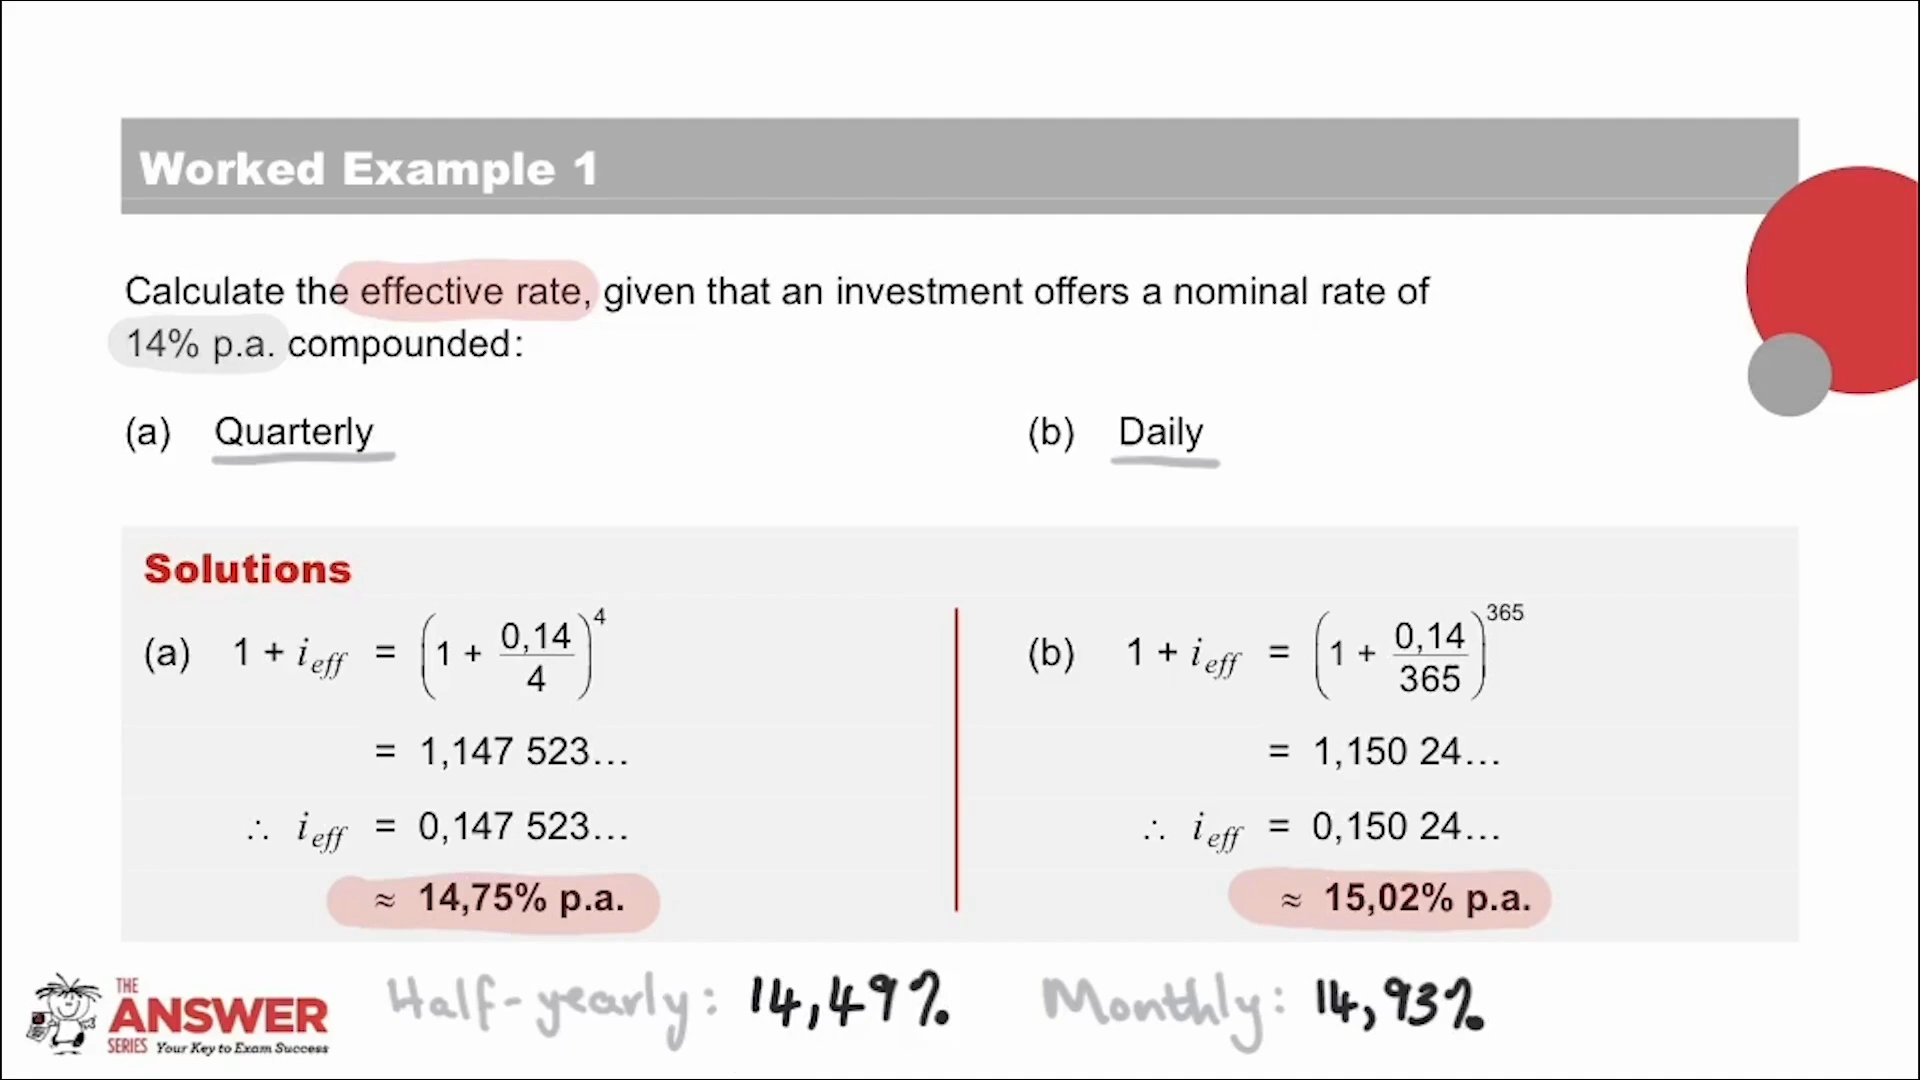 Worked Example 1
Calculate the effective rate, given that an investment offers a nominal rate of
14% p.a. compounded:
(a) Quarterly (b) Daily
Solutions
(a) 1 + i_eff = (1 + 0,14/4)^4 (b) 1 + i_eff = (1 + 0,14/365)^365
= 1,147 523... = 1,150 24...
∴ i_eff = 0,147 523... ∴ i_eff = 0,150 24...
≈ 14,75% p.a. ≈ 15,02% p.a.
Half-yearly: 14,49% Monthly: 14,93%
THE
ANSWER
SERIES Your Key to Exam Success